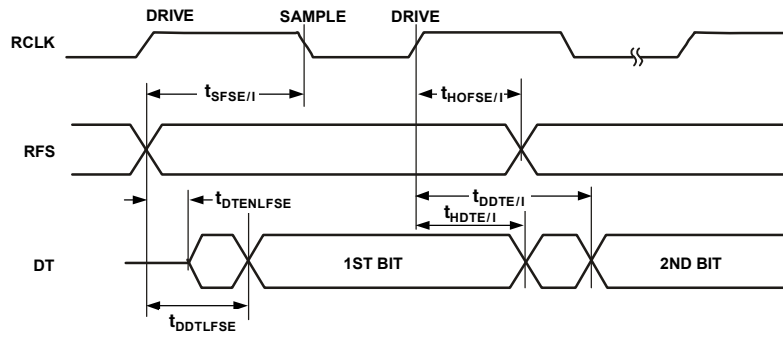 DRIVE SAMPLE DRIVE
RCLK
tSFSE/I tHOFSE/I
RFS
tDDTE/I
tDTENLFSE
tHDTE/I
DT 1ST BIT 2ND BIT
tDDTLFSE